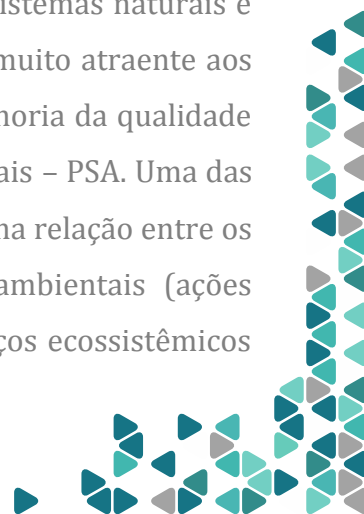 istemas naturais e
muito atraente aos
horia da qualidade
ais – PSA. Uma das
na relação entre os
ambientais (ações
ços ecossistêmicos